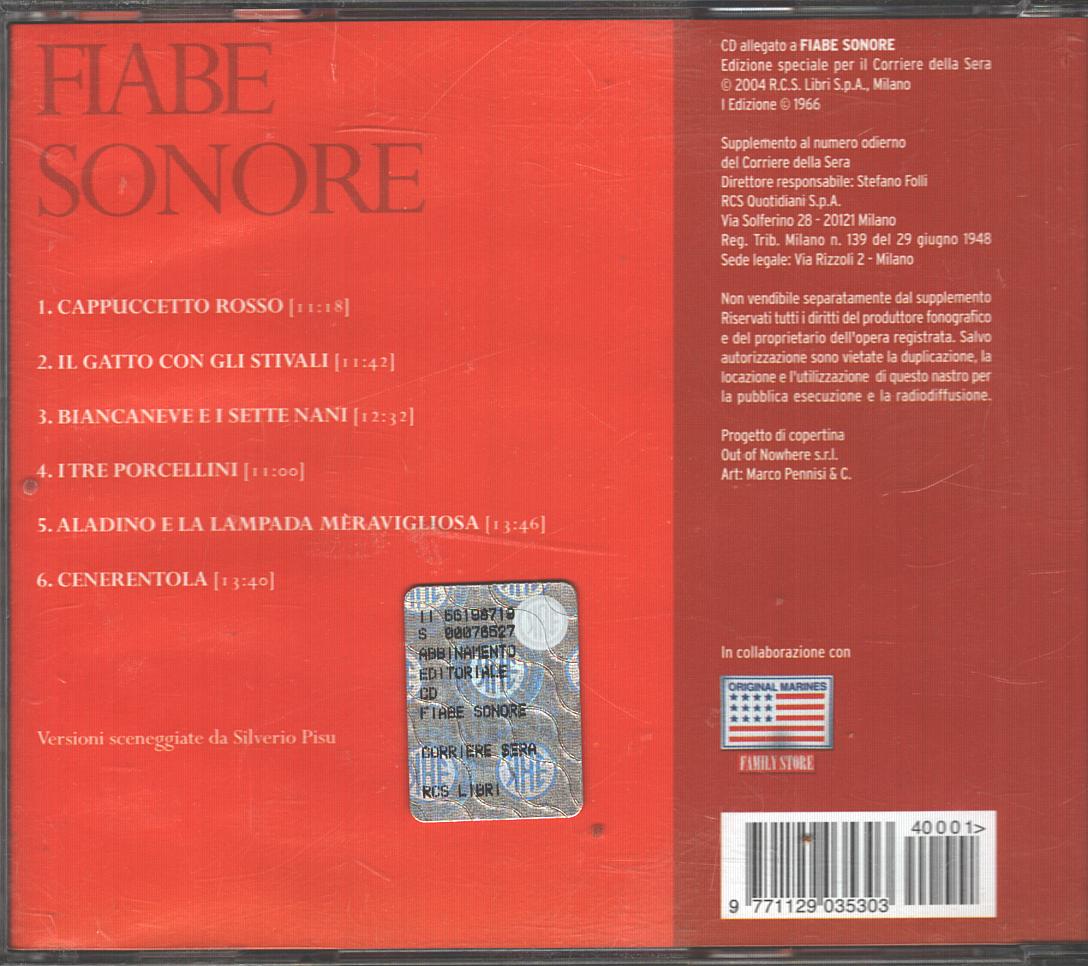 FIABE
SONORE
1. CAPPUCCETTO ROSSO [11:18]
2. IL GATTO CON GLI STIVALI [11:42]
3. BIANCANEVE E I SETTE NANI [12:32]
4. I TRE PORCELLINI [11:00]
5. ALADINO E LA LAMPADA MERAVIGLIOSA [13:46]
6. CENERENTOLA [13:40]
Versioni sceneggiate da Silverio Pisu
II 66198719
S 00076527
ABBINAMENTO
EDITORIALE
CD
FIABE SONORE
CORRIERE SERA
RCS LIBRI
CD allegato a FIABE SONORE
Edizione speciale per il Corriere della Sera
© 2004 R.C.S. Libri S.p.A., Milano
I Edizione © 1966
Supplemento al numero odierno
del Corriere della Sera
Direttore responsabile: Stefano Folli
RCS Quotidiani S.p.A.
Via Solferino 28 - 20121 Milano
Reg. Trib. Milano n. 139 del 29 giugno 1948
Sede legale: Via Rizzoli 2 - Milano
Non vendibile separatamente dal supplemento
Riservati tutti i diritti del produttore fonografico
e del proprietario dell'opera registrata. Salvo
autorizzazione sono vietate la duplicazione, la
locazione e l'utilizzazione di questo nastro per
la pubblica esecuzione e la radiodiffusione.
Progetto di copertina
Out of Nowhere s.r.l.
Art: Marco Pennisi & C.
In collaborazione con
ORIGINAL MARINES
FAMILY STORE
40001>
9 771129 035303